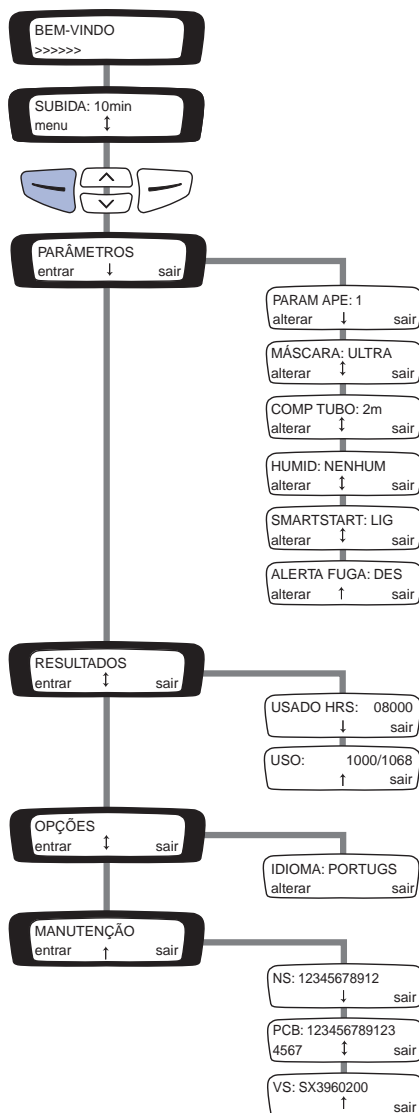 BEM-VINDO
>>>>>>
SUBIDA: 10min
menu ↕
PARÂMETROS
entrar ↓ sair
PARAM APE: 1
alterar ↓ sair
MÁSCARA: ULTRA
alterar ↕ sair
COMP TUBO: 2m
alterar ↕ sair
HUMID: NENHUM
alterar ↕ sair
SMARTSTART: LIG
alterar ↕ sair
ALERTA FUGA: DES
alterar ↑ sair
RESULTADOS
entrar ↕ sair
USADO HRS: 08000
↓ sair
USO: 1000/1068
↑ sair
OPÇÕES
entrar ↕ sair
IDIOMA: PORTUGS
alterar sair
MANUTENÇÃO
entrar ↑ sair
NS: 12345678912
↓ sair
PCB: 123456789123
4567 ↕ sair
VS: SX3960200
↑ sair